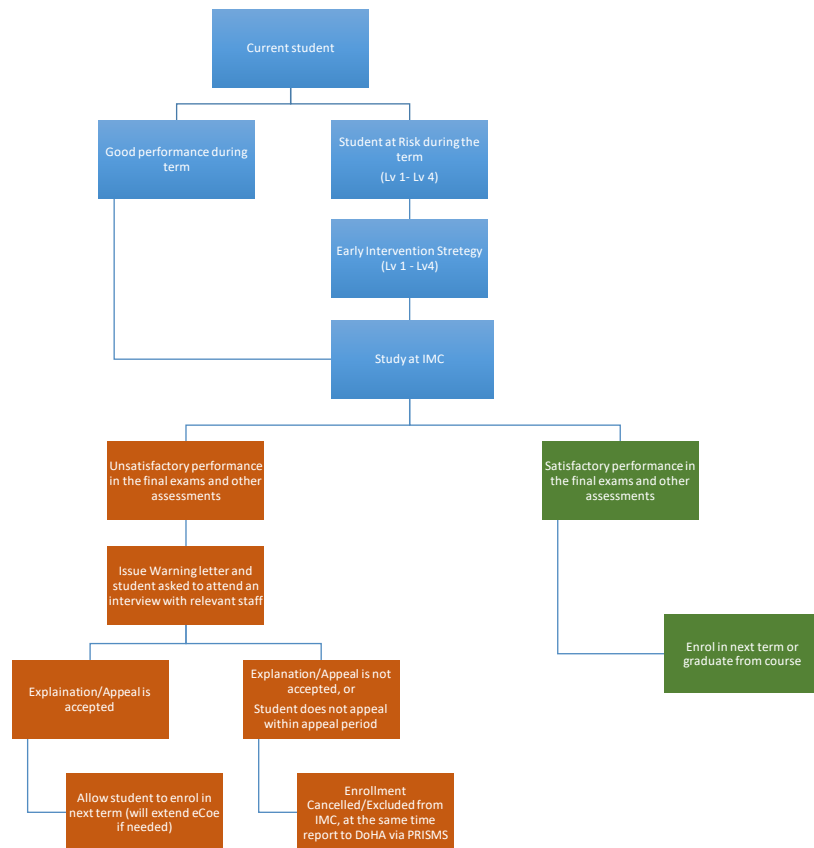 Current student
Good performance during
term
Student at Risk during the
term
(Lv 1- Lv 4)
Early Intervention Stretegy
(Lv 1 - Lv4)
Study at IMC
Unsatisfactory performance
in the final exams and other
assessments
Satisfactory performance in
the final exams and other
assessments
Issue Warning letter and
student asked to attend an
interview with relevant staff
Enrol in next term or
graduate from course
Explaination/Appeal is
accepted
Explanation/Appeal is not
accepted, or
Student does not appeal
within appeal period
Allow student to enrol in
next term (will extend eCoe
if needed)
Enrollment
Cancelled/Excluded from
IMC, at the same time
report to DoHA via PRISMS